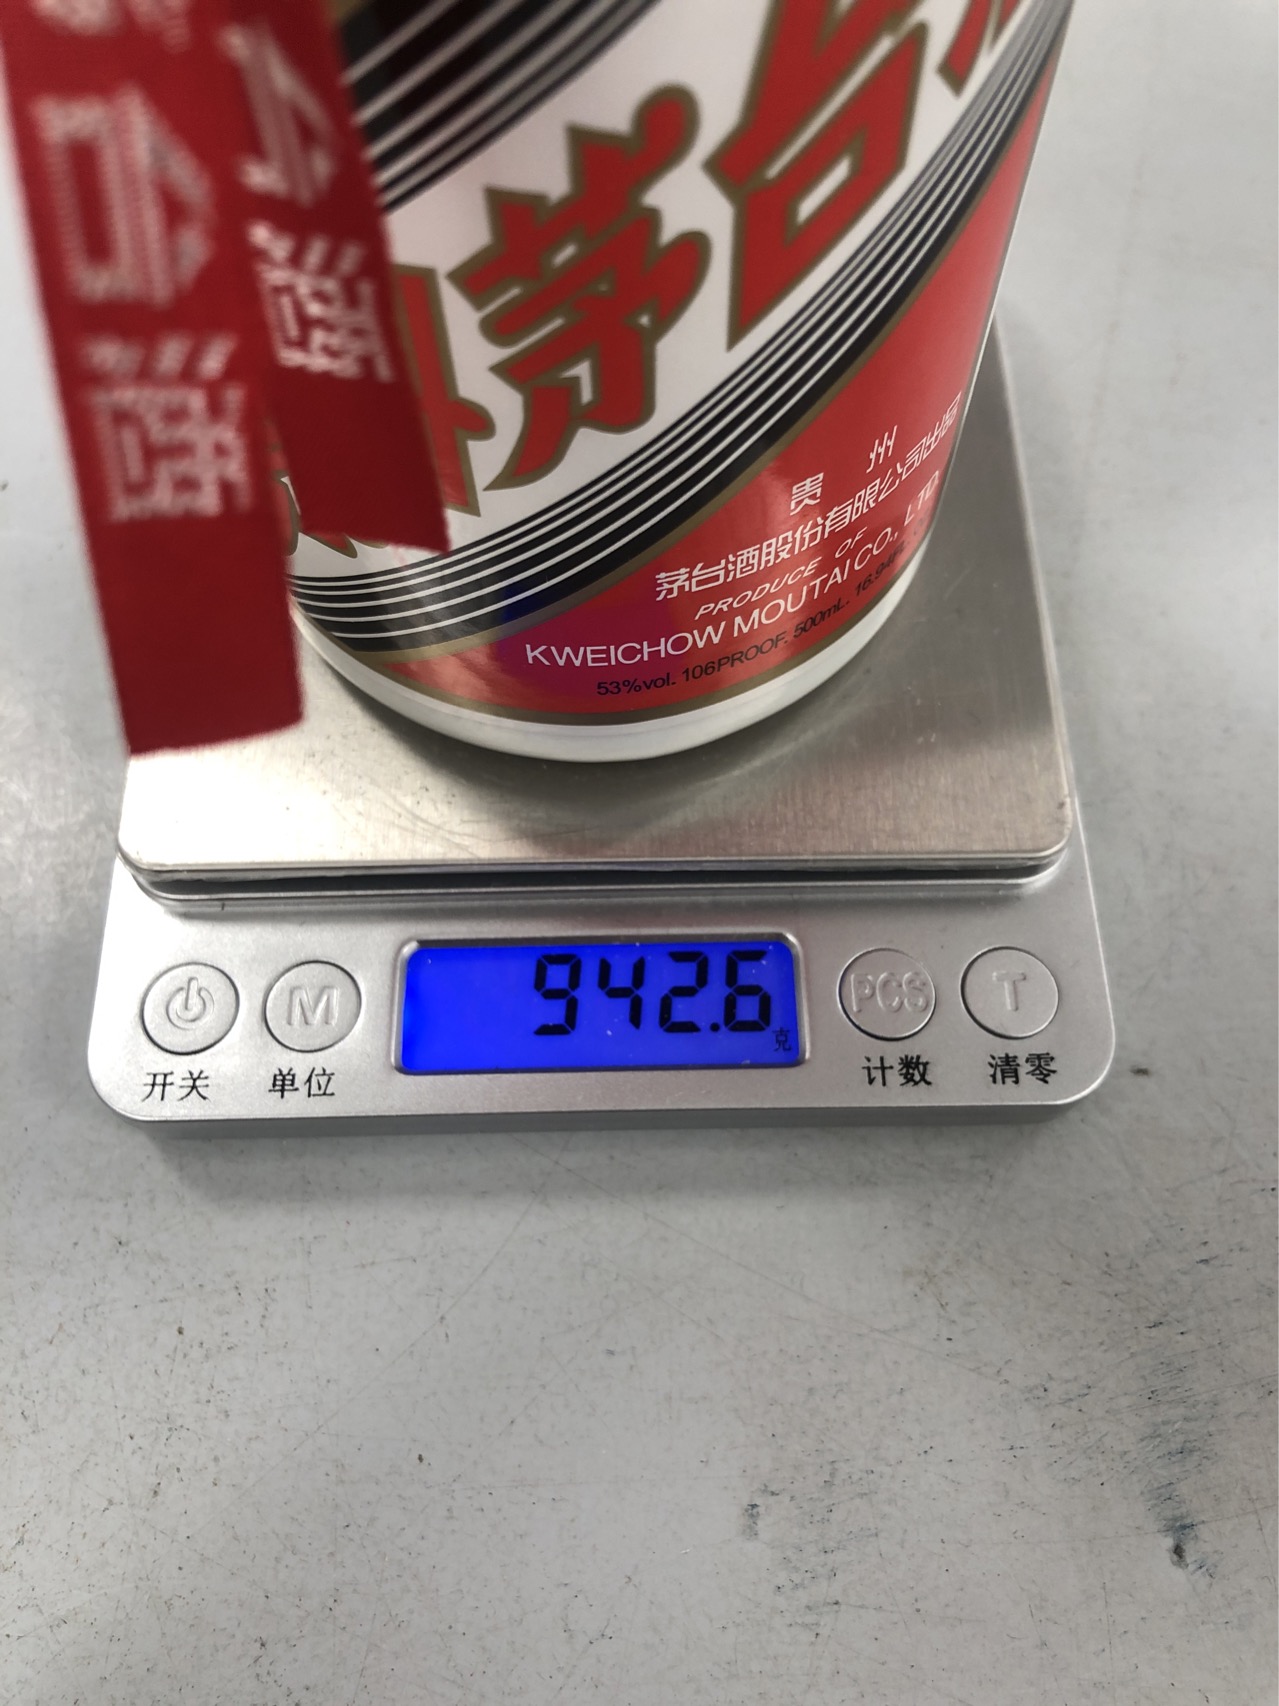 茅台
贵 州
茅台酒股份有限公司出品
PRODUCE OF
KWEICHOW MOUTAI CO., LTD.
53%vol. 106PROOF. 500mL.
942.6
克
M
PCS
T
开关
单位
计数
清零